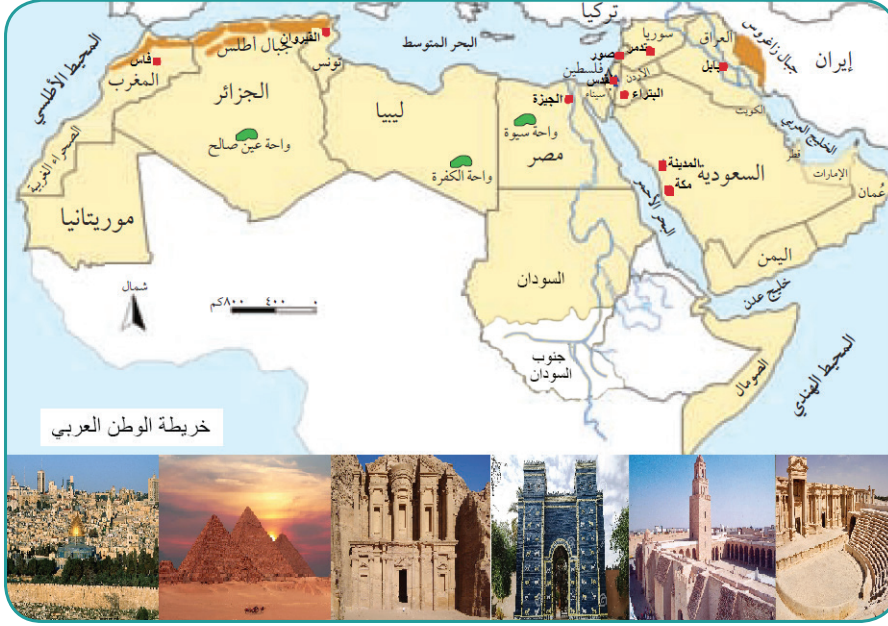 تركيا
إيران
المحيط الأطلسي
البحر المتوسط
جبال أطلس
جبال زاغروس
القيروان
تونس
فاس
المغرب
الجزائر
ليبيا
مصر
سوريا
العراق
تدمر
صور
بابل
فلسطين
القدس
الأردن
سيناء
البتراء
الجيزة
الكويت
الخليج العربي
قطر
الإمارات
عُمان
السعودية
المدينة
مكة
البحر الأحمر
اليمن
خليج عدن
واحة سيوة
واحة عين صالح
واحة الكفرة
الصحراء الغربية
موريتانيا
السودان
جنوب
السودان
الصومال
المحيط الهندي
شمال
٨٠٠كم ٤٠٠ ٠
خريطة الوطن العربي